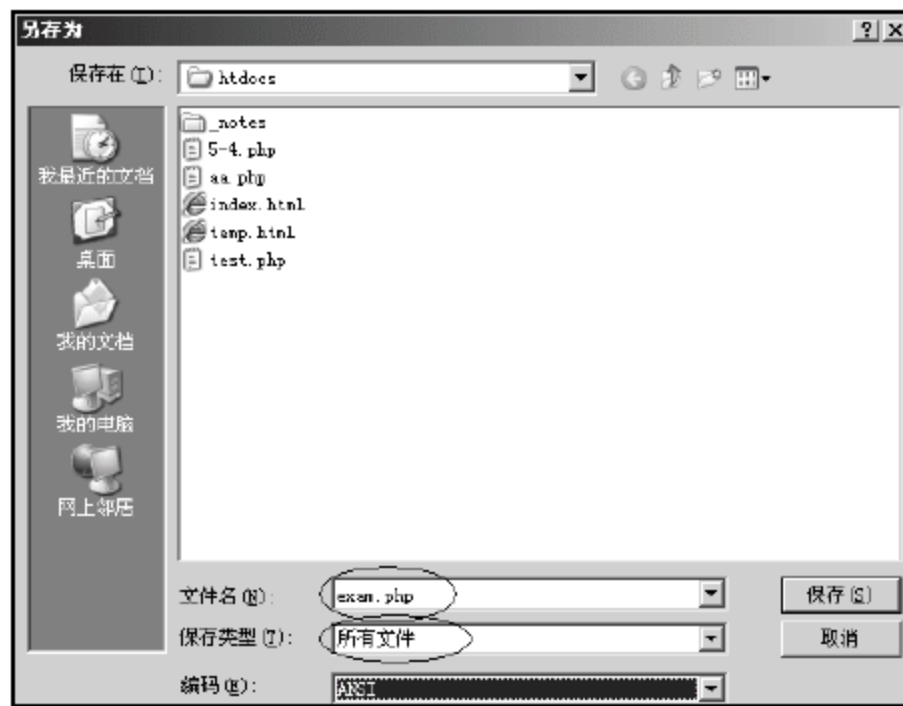 另存为
保存在(I):
htdocs
我最近的文档
桌面
我的文档
我的电脑
网上邻居
_notes
5-4.php
aa.php
index.html
temp.html
test.php
文件名(N):
exam.php
保存(S)
保存类型(T):
所有文件
取消
编码(E):
ANSI